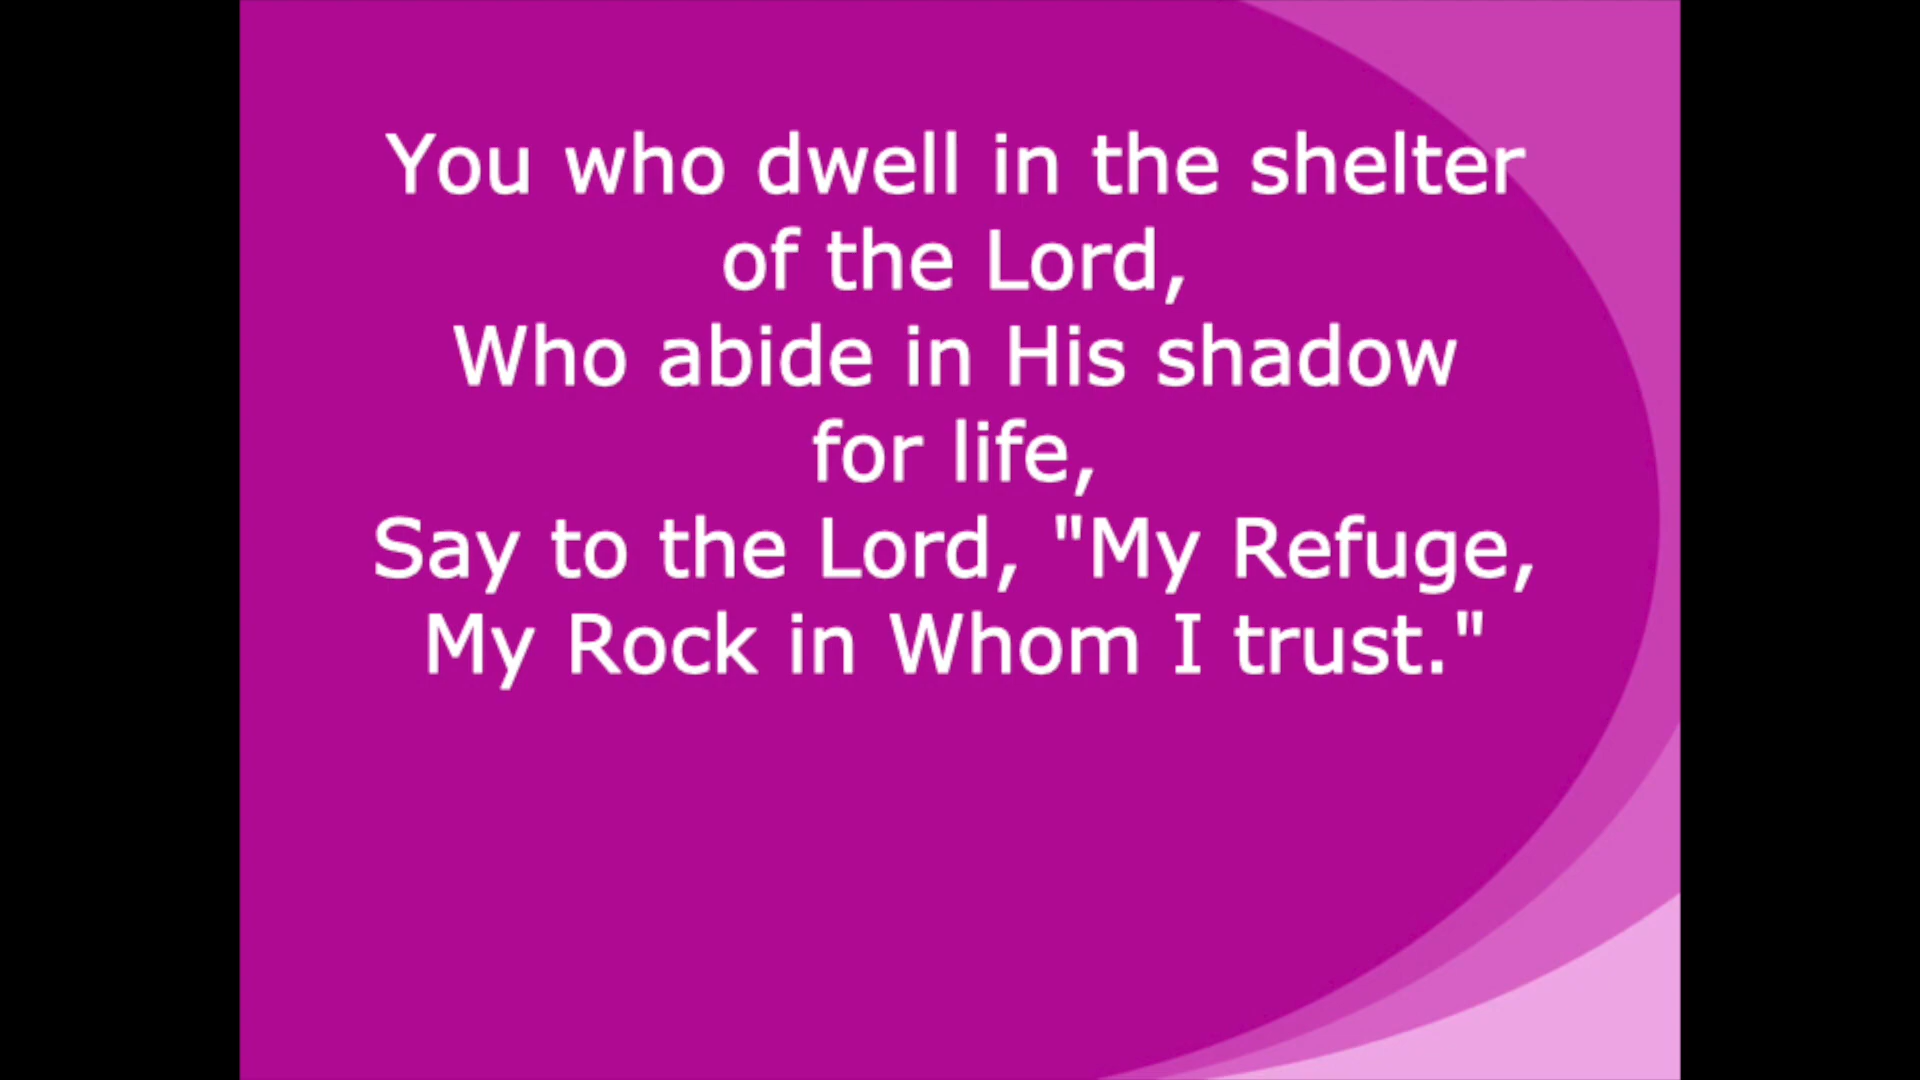 You who dwell in the shelter
of the Lord,
Who abide in His shadow
for life,
Say to the Lord, "My Refuge,
My Rock in Whom I trust."